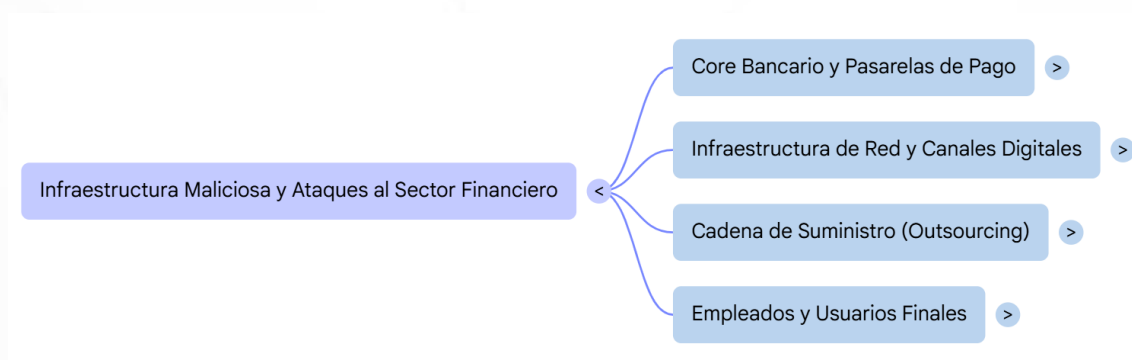 Core Bancario y Pasarelas de Pago >
Infraestructura de Red y Canales Digitales >
Infraestructura Maliciosa y Ataques al Sector Financiero <
Cadena de Suministro (Outsourcing) >
Empleados y Usuarios Finales >